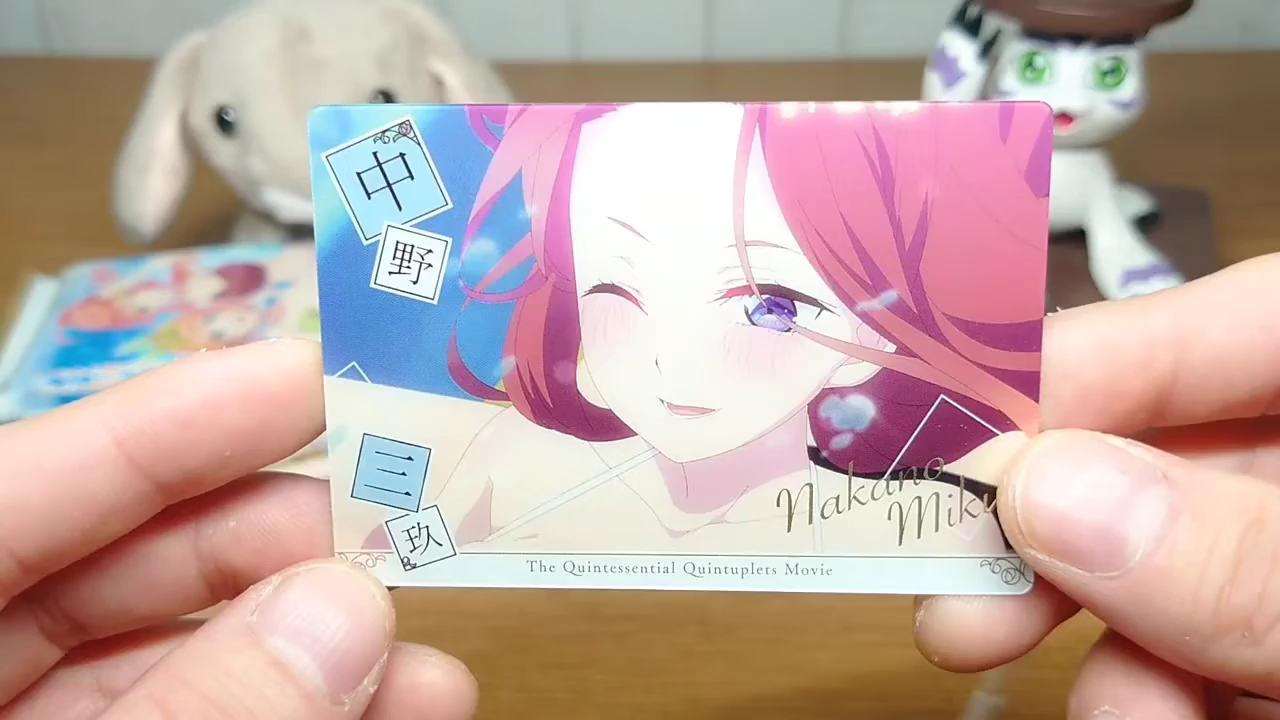 中
野
三
玖
Nakano
Miku
The Quintessential Quintuplets Movie